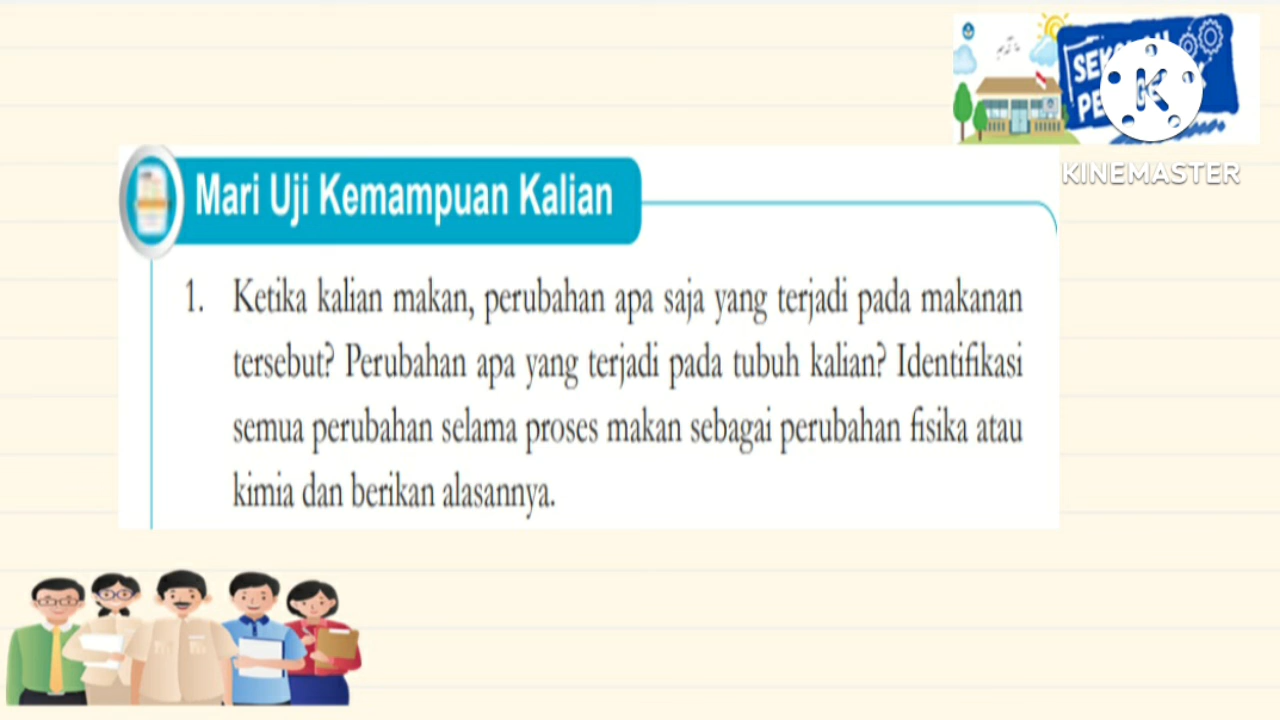 KINEMASTER
Mari Uji Kemampuan Kalian
1. Ketika kalian makan, perubahan apa saja yang terjadi pada makanan
tersebut? Perubahan apa yang terjadi pada tubuh kalian? Identifikasi
semua perubahan selama proses makan sebagai perubahan fisika atau
kimia dan berikan alasannya.